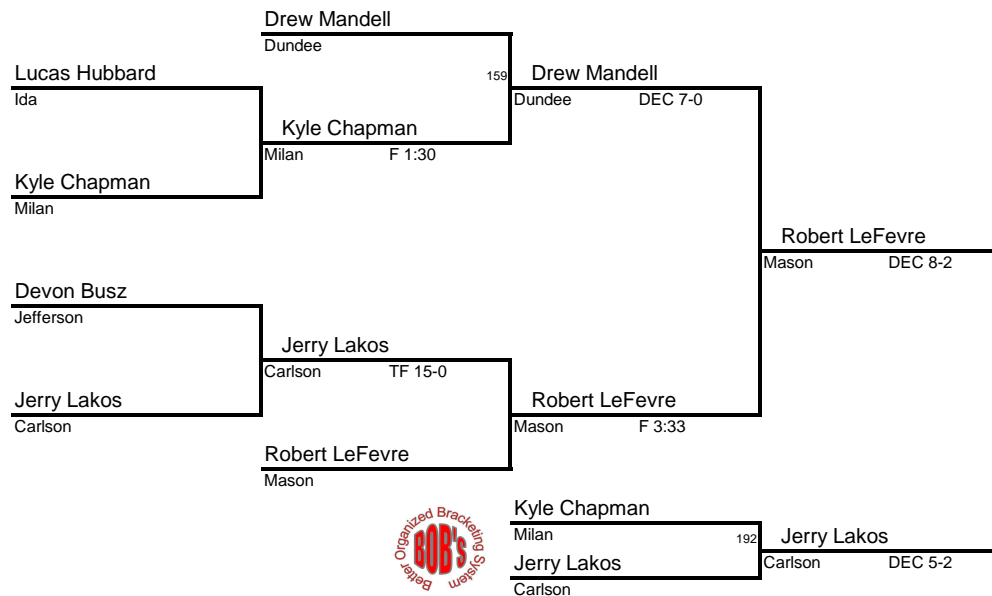 Drew Mandell
Dundee
Lucas Hubbard
159 Drew Mandell
Ida
Dundee DEC 7-0
Kyle Chapman
Milan F 1:30
Kyle Chapman
Milan
Robert LeFevre
Mason DEC 8-2
Devon Busz
Jefferson
Jerry Lakos
Carlson TF 15-0
Jerry Lakos
Robert LeFevre
Carlson
Mason F 3:33
Robert LeFevre
Mason
Kyle Chapman
Milan
192 Jerry Lakos
Jerry Lakos
Carlson DEC 5-2
Carlson
Better Organized Bracketing System
BOB's